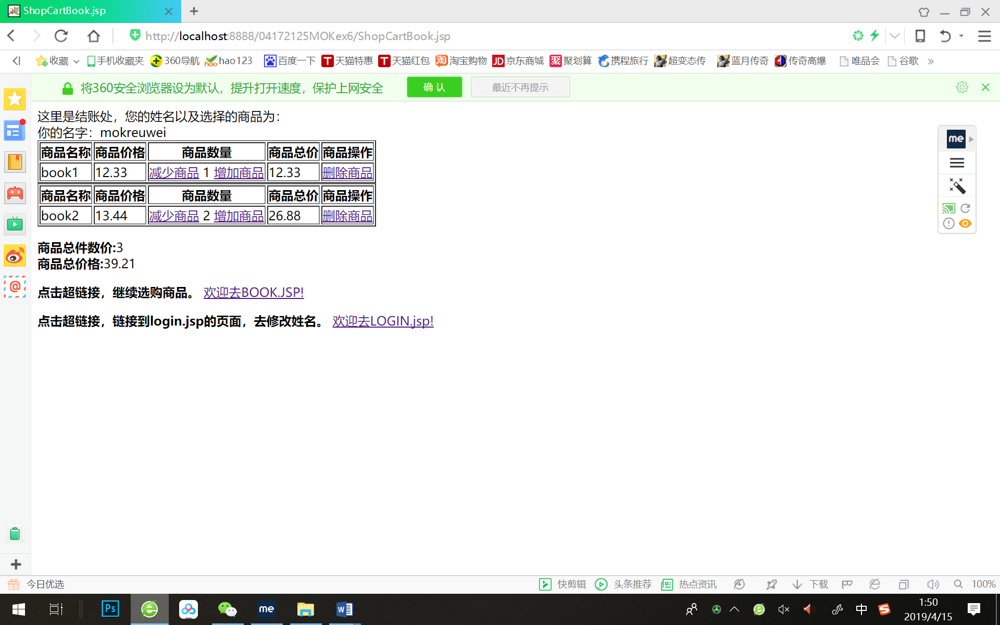 ShopCartBook.jsp
http://localhost:8888/04172125MOKex6/ShopCartBook.jsp
收藏 手机收藏夹 360导航 hao123 百度一下 天猫特惠 天猫红包 淘宝购物 京东商城 聚划算 携程旅行 超变态传 蓝月传奇 传奇高爆 唯品会 谷歌 »
将360安全浏览器设为默认，提升打开速度，保护上网安全 确 认 最近不再提示
这里是结账处，您的姓名以及选择的商品为：
你的名字：mokreuwei
商品名称 商品价格 商品数量 商品总价 商品操作
book1 12.33 减少商品 1 增加商品 12.33 删除商品
商品名称 商品价格 商品数量 商品总价 商品操作
book2 13.44 减少商品 2 增加商品 26.88 删除商品
商品总件数价:3
商品总价格:39.21
点击超链接，继续选购商品。 欢迎去BOOK.JSP!
点击超链接，链接到login.jsp的页面，去修改姓名。 欢迎去LOGIN.jsp!
me
今日优选 快剪辑 头条推荐 热点资讯 下载 100%
Ps me 中 1:50
2019/4/15